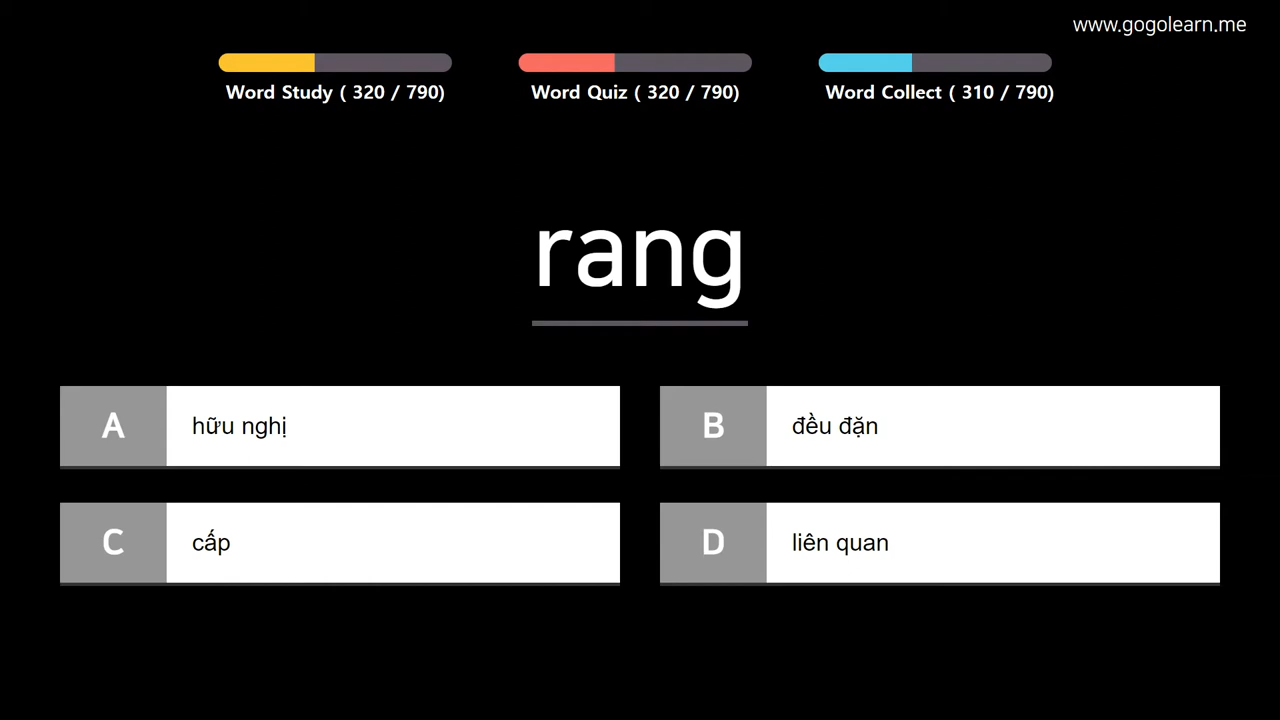 www.gogolearn.me
Word Study ( 320 / 790)
Word Quiz ( 320 / 790)
Word Collect ( 310 / 790)
rang
A
hữu nghị
B
đều đặn
C
cấp
D
liên quan